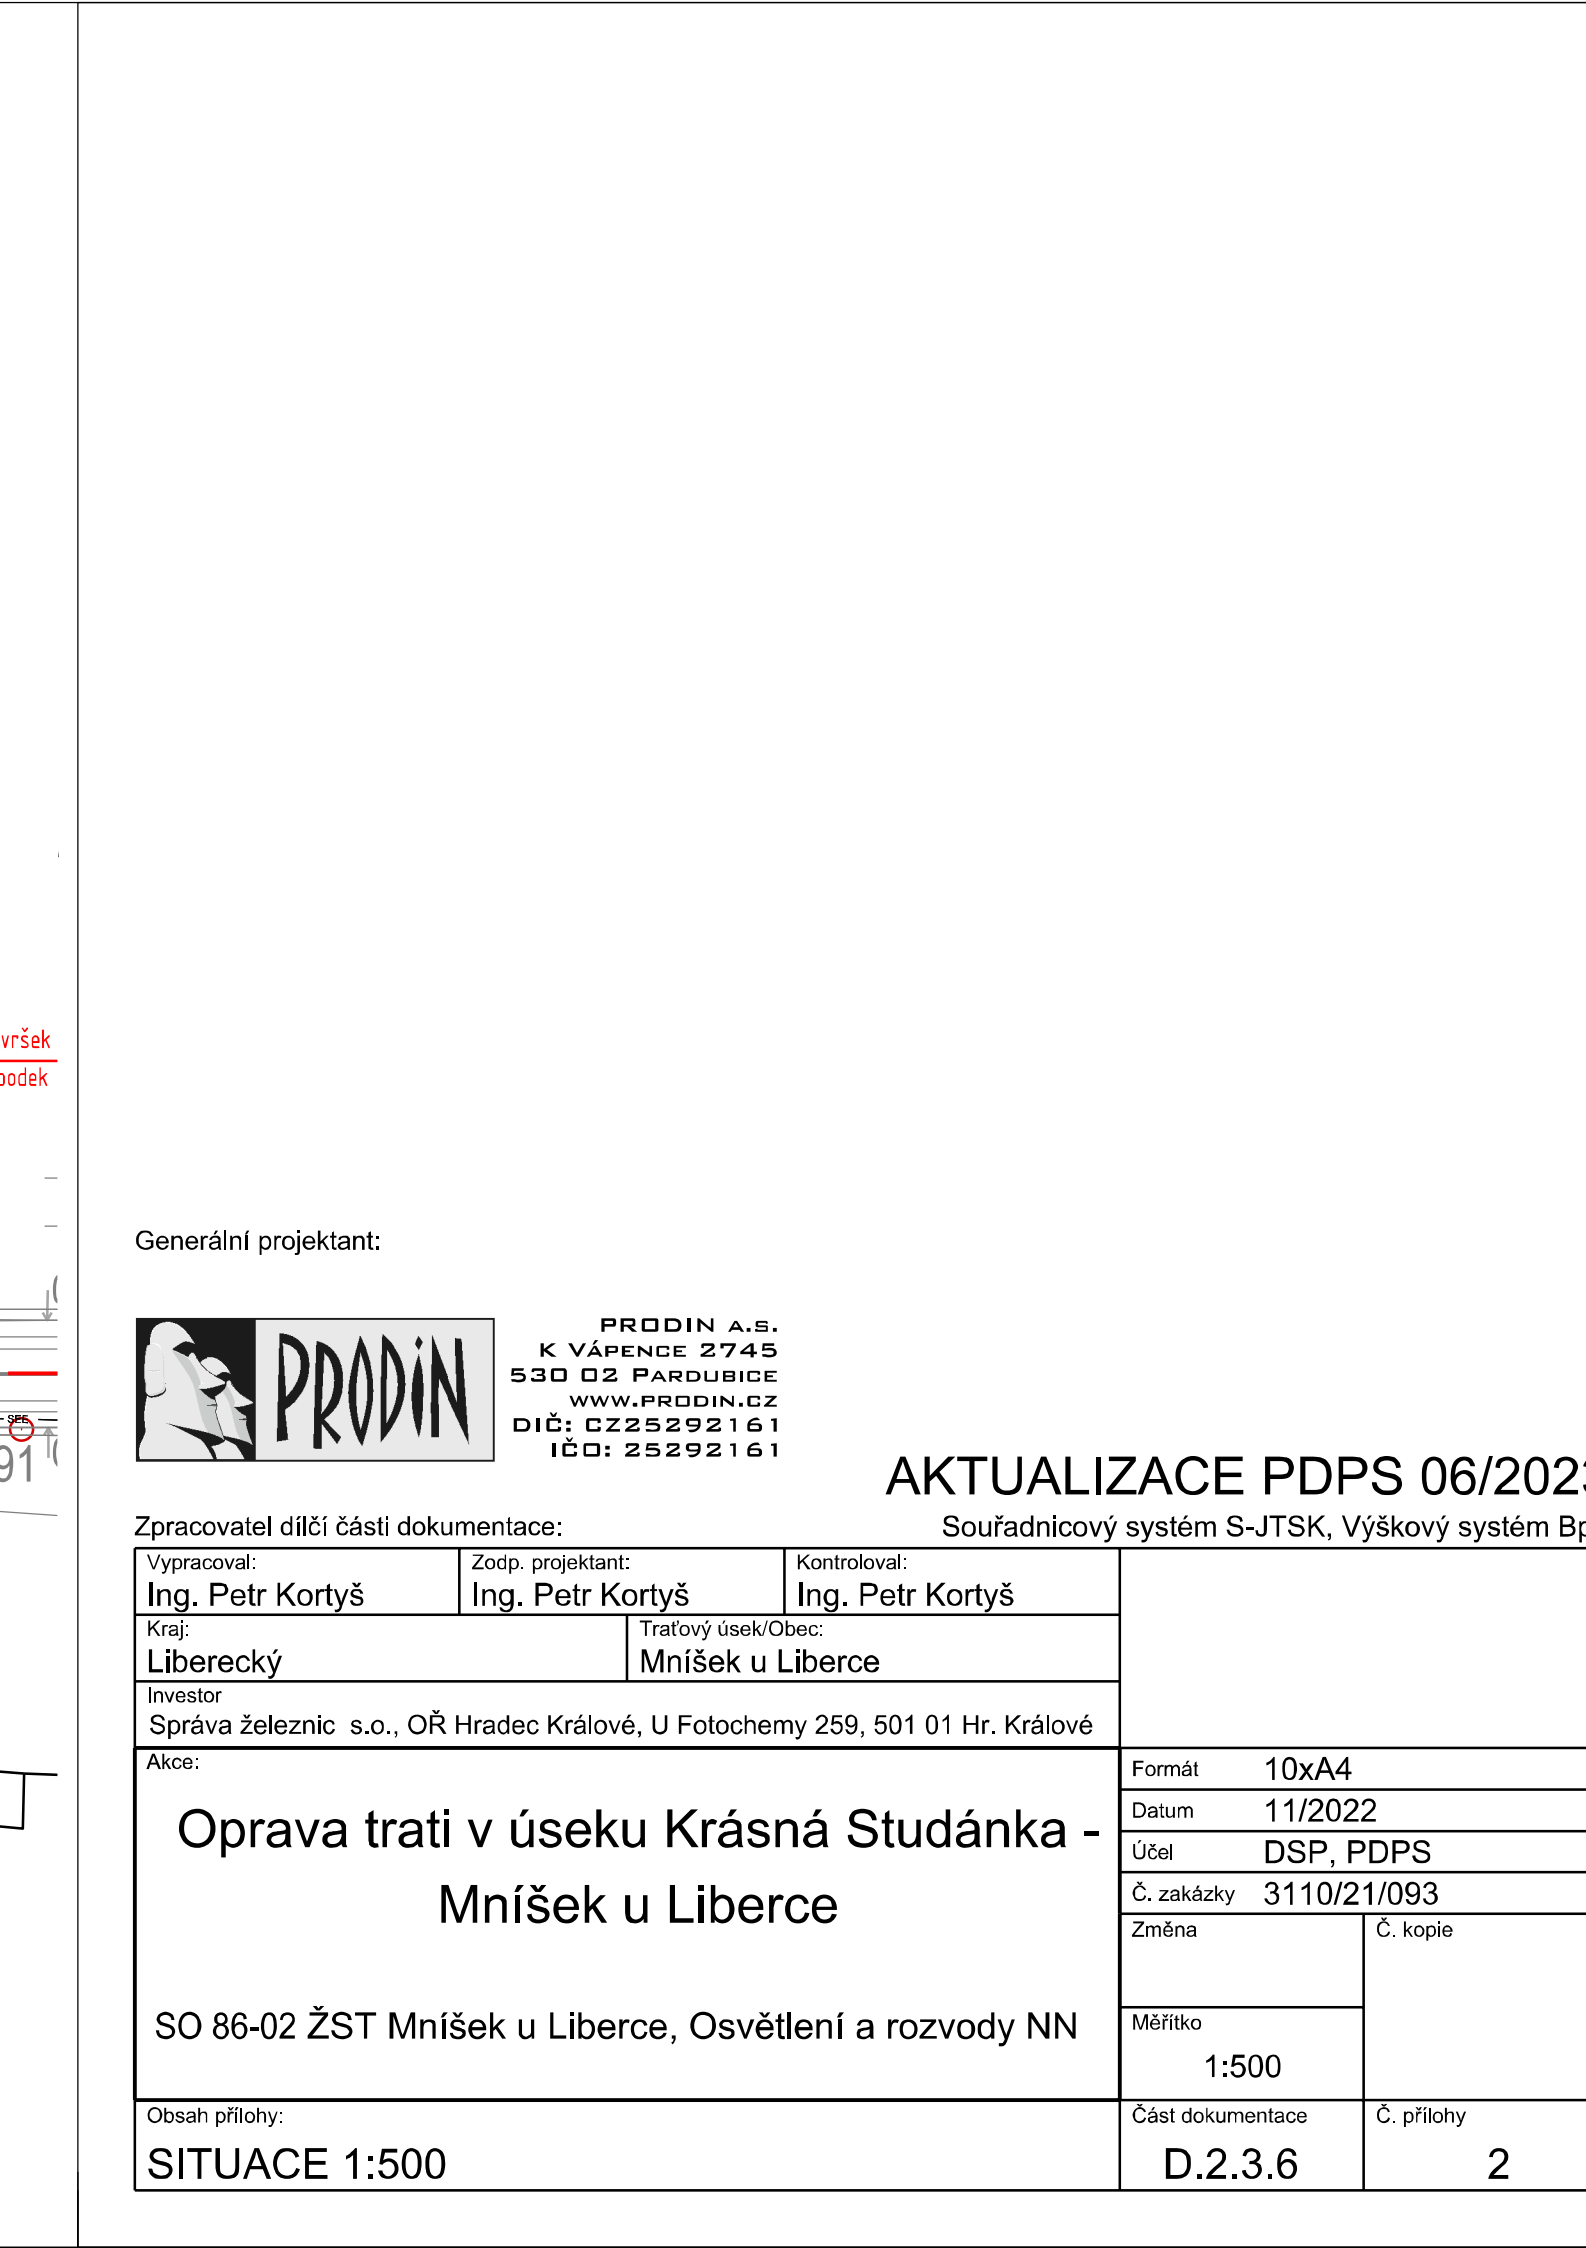 vršek
SEE
91
Generální projektant:
PRODIN
PRODIN A.S.
K VÁPENCE 2745
530 02 PARDUBICE
WWW.PRODIN.CZ
DIČ: CZ25292161
IČO: 25292161
AKTUALIZACE PDPS 06/2023
Zpracovatel dílčí části dokumentace:
Souřadnicový systém S-JTSK, Výškový systém Bp
Vypracoval:
Ing. Petr Kortyš
Zodp. projektant:
Ing. Petr Kortyš
Kontroloval:
Ing. Petr Kortyš
Kraj:
Liberecký
Traťový úsek/Obec:
Mníšek u Liberce
Investor
Správa železnic s.o., OŘ Hradec Králové, U Fotochemy 259, 501 01 Hr. Králové
Akce:
Oprava trati v úseku Krásná Studánka -
Mníšek u Liberce
SO 86-02 ŽST Mníšek u Liberce, Osvětlení a rozvody NN
Formát 10xA4
Datum 11/2022
Účel DSP, PDPS
Č. zakázky 3110/21/093
Změna
Č. kopie
Měřítko
1:500
Obsah přílohy:
SITUACE 1:500
Část dokumentace
D.2.3.6
Č. přílohy
2